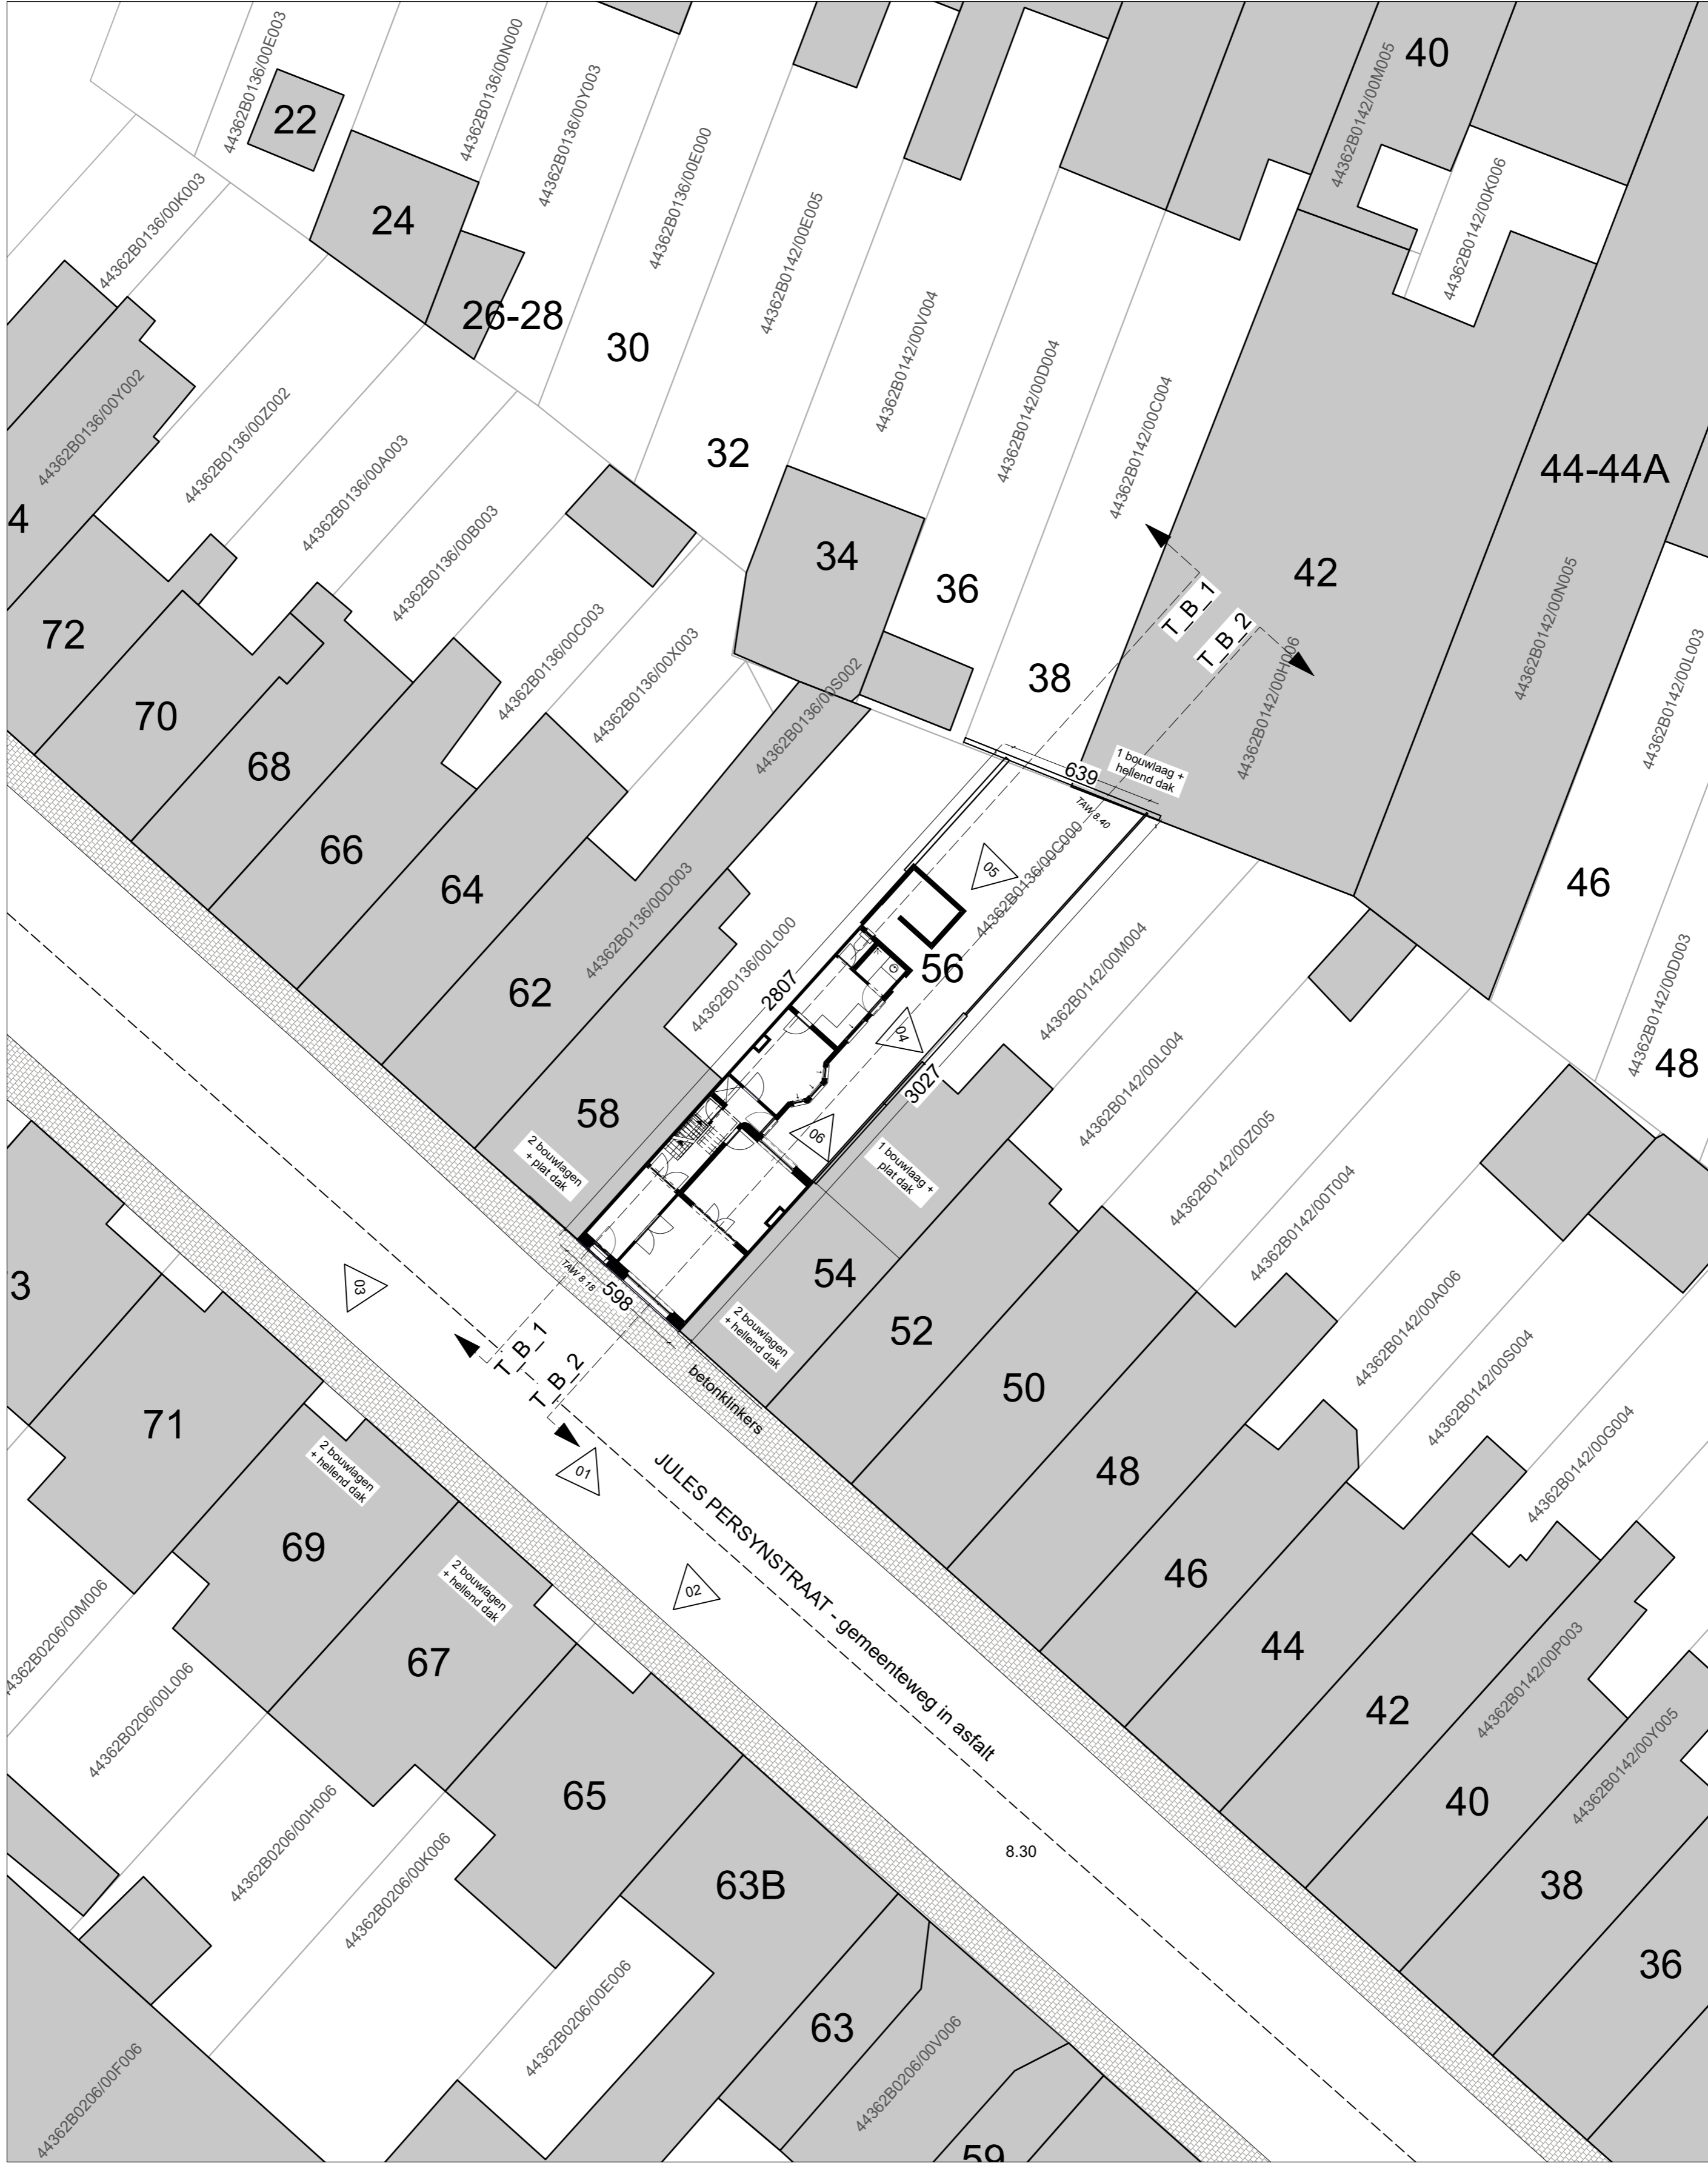 44362B0136/00E003
22
44362B0136/00N000
44362B0136/00Y003
44362B0136/00E000
44362B0142/00E005
44362B0142/00M005
40
44362B0142/00K006
44362B0136/00K003
24
26-28
30
32
44362B0142/00V004
44362B0142/00D004
44362B0142/00C004
44-44A
44362B0136/00Y002
4
44362B0136/00Z002
44362B0136/00A003
44362B0136/00B003
34
36
38
42
T_B_1
T_B_2
44362B0142/00H006
44362B0142/00N005
44362B0142/00L003
72
70
68
66
64
62
58
44362B0136/00C003
44362B0136/00X003
44362B0136/00S002
44362B0136/00D003
44362B0136/00L000
639
1 bouwlaag +
hellend dak
TAW 8.40
05
44362B0136/00C000
56
2807
04
3027
06
46
44362B0142/00D003
48
44362B0142/00M004
44362B0142/00L004
44362B0142/00Z005
44362B0142/00T004
44362B0142/00A006
44362B0142/00S004
44362B0142/00G004
2 bouwlagen
+ plat dak
1 bouwlaag +
plat dak
TAW 8.18
598
54
2 bouwlagen
+ hellend dak
52
50
48
46
44
42
40
38
36
44362B0142/00P003
44362B0142/00Y005
3
03
T_B_1
T_B_2
betonklinkers
01
02
JULES PERSYNSTRAAT - gemeenteweg in asfalt
8.30
71
2 bouwlagen
+ hellend dak
69
2 bouwlagen
+ hellend dak
67
65
63B
63
59
44362B0206/00M006
44362B0206/00L006
44362B0206/00H006
44362B0206/00K006
44362B0206/00E006
44362B0206/00V006
44362B0206/00F006